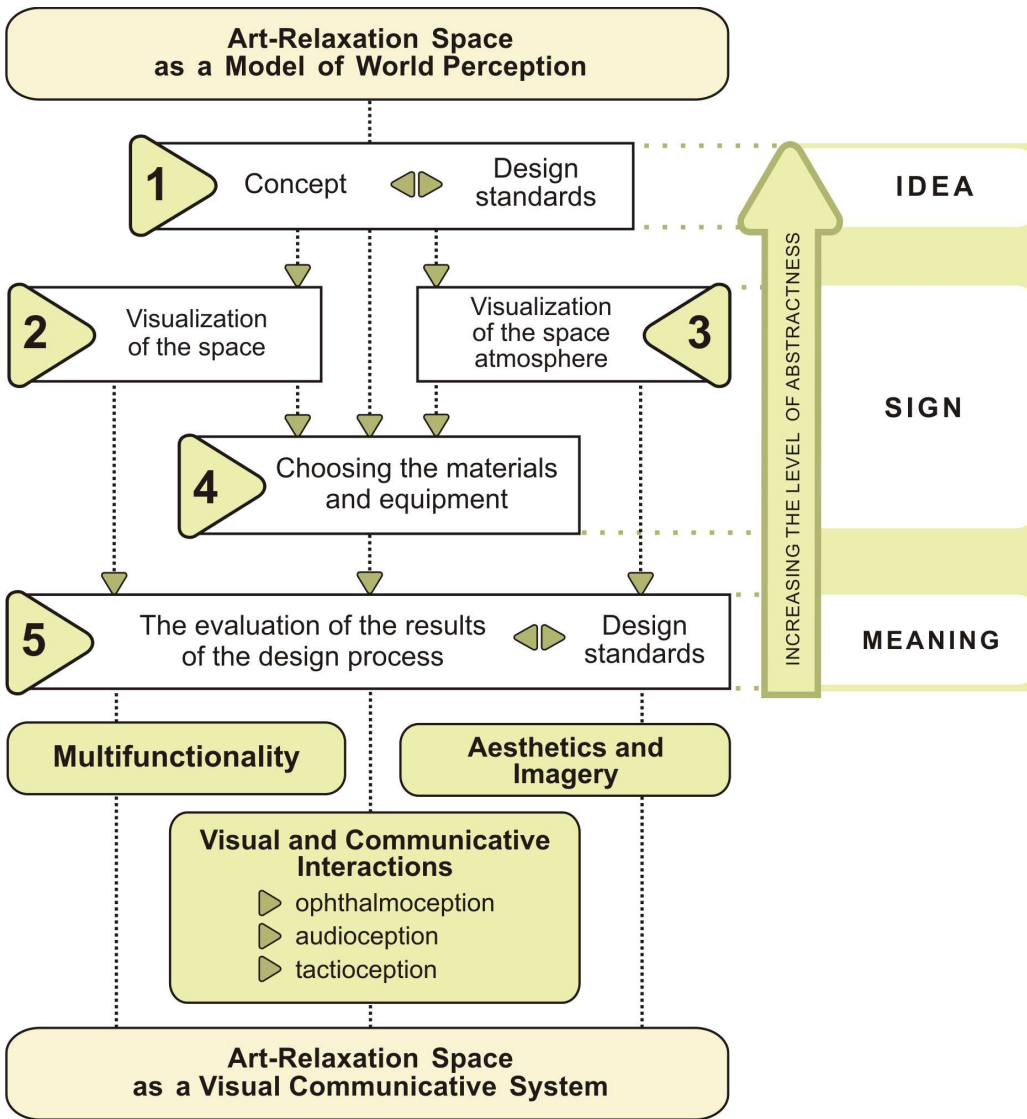 Art-Relaxation Space
as a Model of World Perception
1
Concept
Design
standards
IDEA
2
Visualization
of the space
Visualization
of the space
atmosphere
3
SIGN
INCREASING THE LEVEL OF ABSTRACTNESS
4
Choosing the materials
and equipment
5
The evaluation of the results
of the design process
Design
standards
MEANING
Multifunctionality
Aesthetics and
Imagery
Visual and Communicative
Interactions
ophthalmoception
audioception
tactioception
Art-Relaxation Space
as a Visual Communicative System